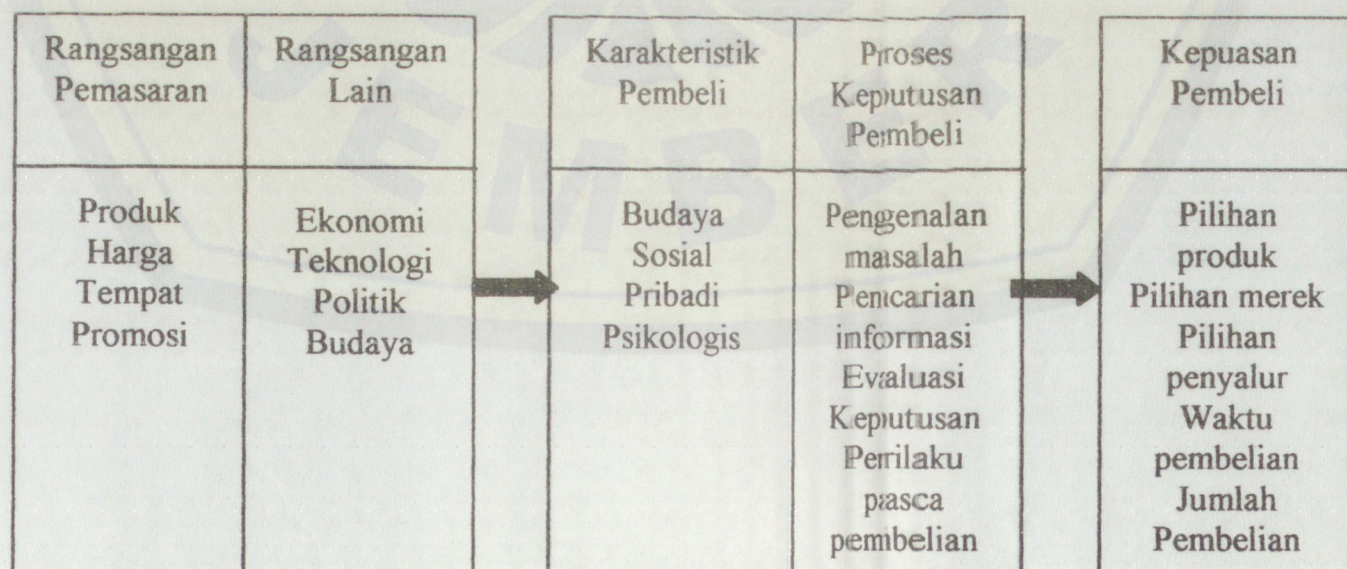 Rangsangan
Pemasaran
Rangsangan
Lain
Karakteristik
Pembeli
Proses
Keputusan
Pembeli
Kepuasan
Pembeli
Produk
Harga
Tempat
Promosi
Ekonomi
Teknologi
Politik
Budaya
Budaya
Sosial
Pribadi
Psikologis
Pengenalan
masalah
Pencarian
informasi
Evaluasi
Keputusan
Perilaku
pasca
pembelian
Pilihan
produk
Pilihan merek
Pilihan
penyalur
Waktu
pembelian
Jumlah
Pembelian